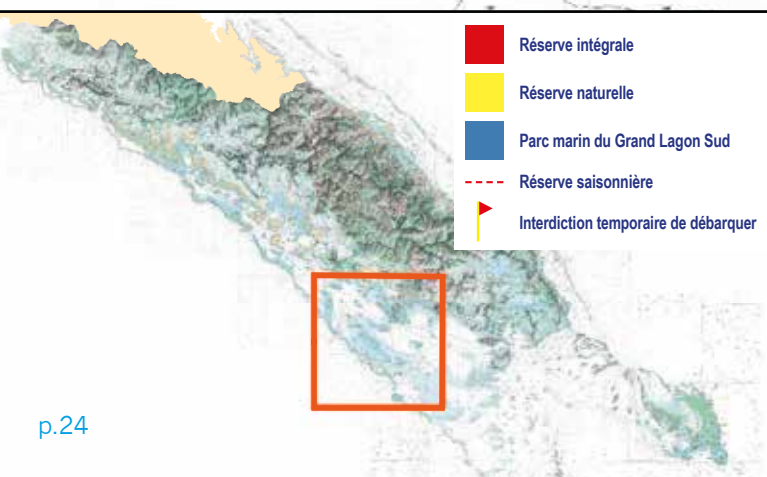 Réserve intégrale
Réserve naturelle
Parc marin du Grand Lagon Sud
Réserve saisonnière
Interdiction temporaire de débarquer
p.24